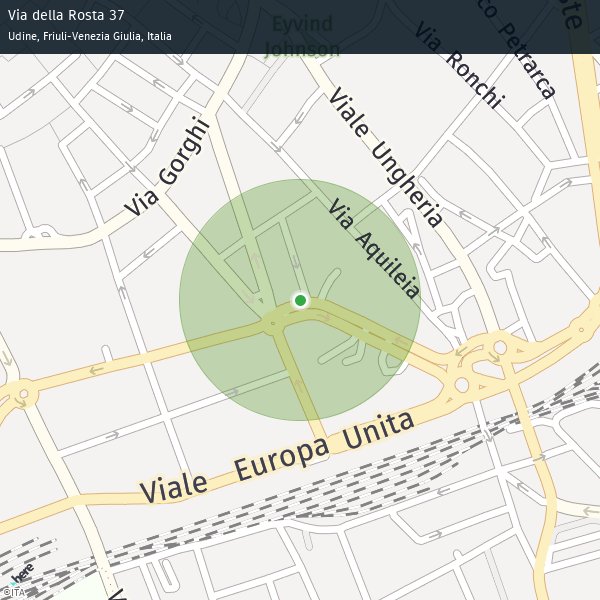 Via della Rosta 37
Udine, Friuli-Venezia Giulia, Italia
Eyvind
Johnson
Via Ronchi
Petrarca
Viale Ungheria
Via Gorghi
Via Aquileia
Viale Europa Unita
here
©ITA